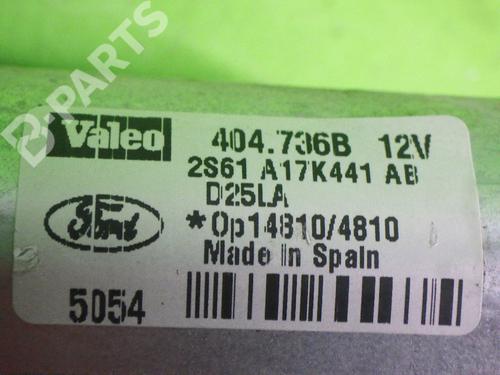 B-PARTS
Valeo 404.736B 12V
2S61 A17K441 AB
D25LA
Ford *Op14810/4810
Made In Spain
5054